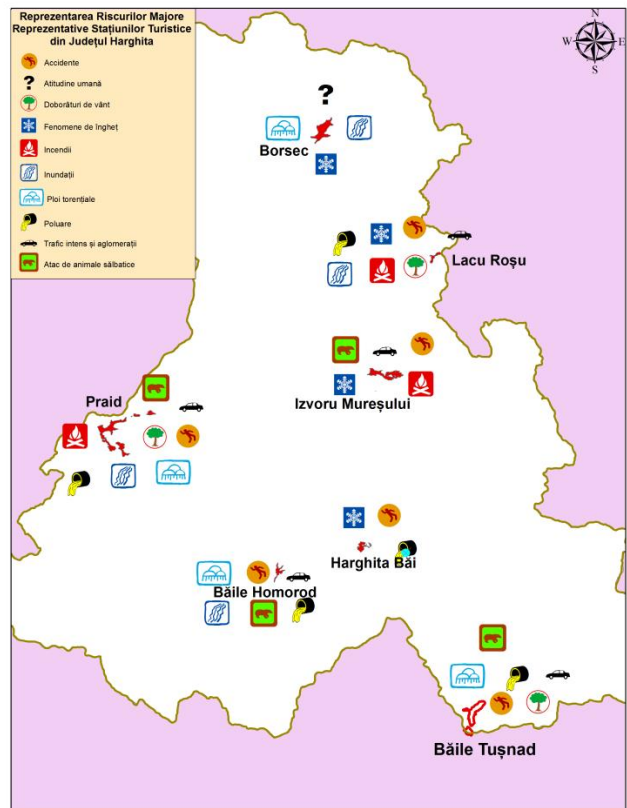 Reprezentarea Riscurilor Majore
Reprezentative Stațiunilor Turistice
din Județul Harghita
Accidente
? Atitudine umană
Doborâturi de vânt
Fenomene de îngheț
Incendii
Inundații
Ploi torențiale
Poluare
Trafic intens și aglomerații
Atac de animale sălbatice
N
W E
S
?
Borsec
Lacu Roșu
Praid
Izvoru Mureșului
Harghita Băi
Băile Homorod
Băile Tușnad